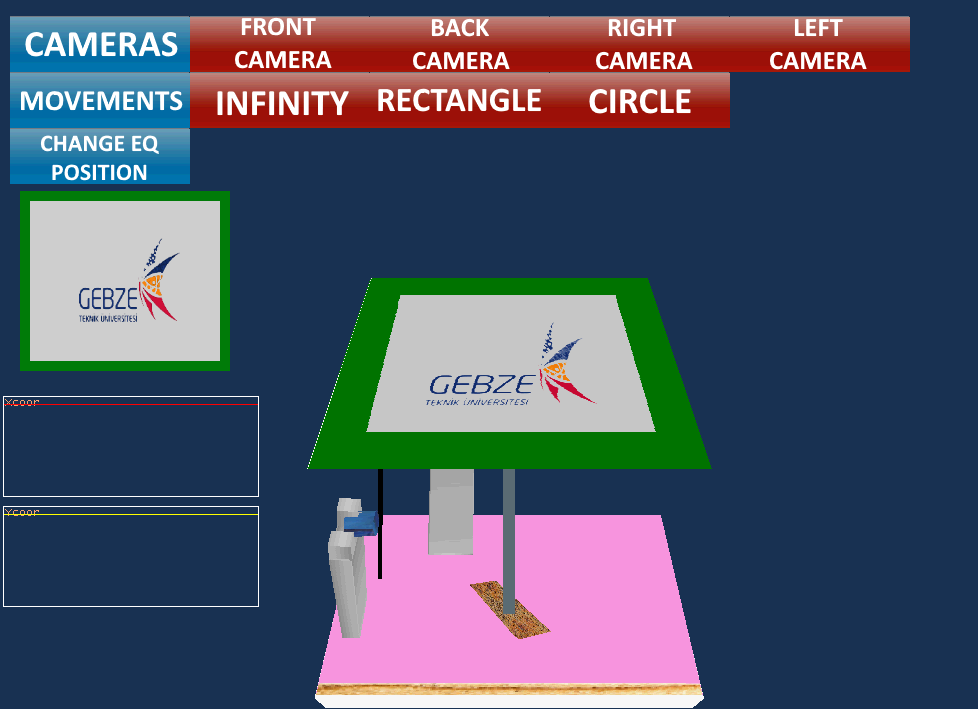 CAMERAS
FRONT
CAMERA
BACK
CAMERA
RIGHT
CAMERA
LEFT
CAMERA
MOVEMENTS
INFINITY
RECTANGLE
CIRCLE
CHANGE EQ
POSITION
GEBZE
TEKNİK ÜNİVERSİTESİ
GEBZE
TEKNİK ÜNİVERSİTESİ
Xcoor
Ycoor